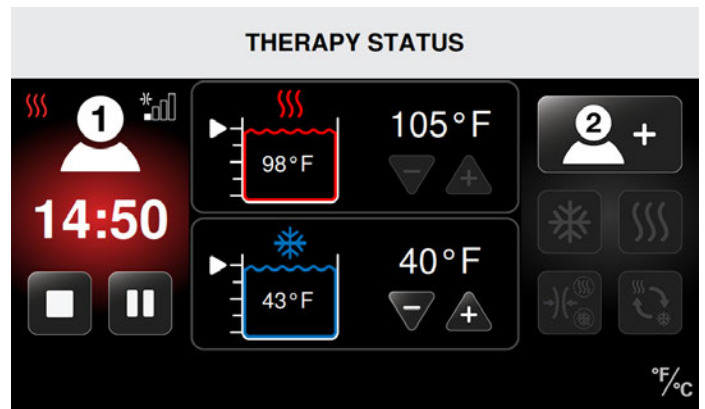 THERAPY STATUS
1
14:50
98°F
105°F
43°F
40°F
2 +
°F/°C